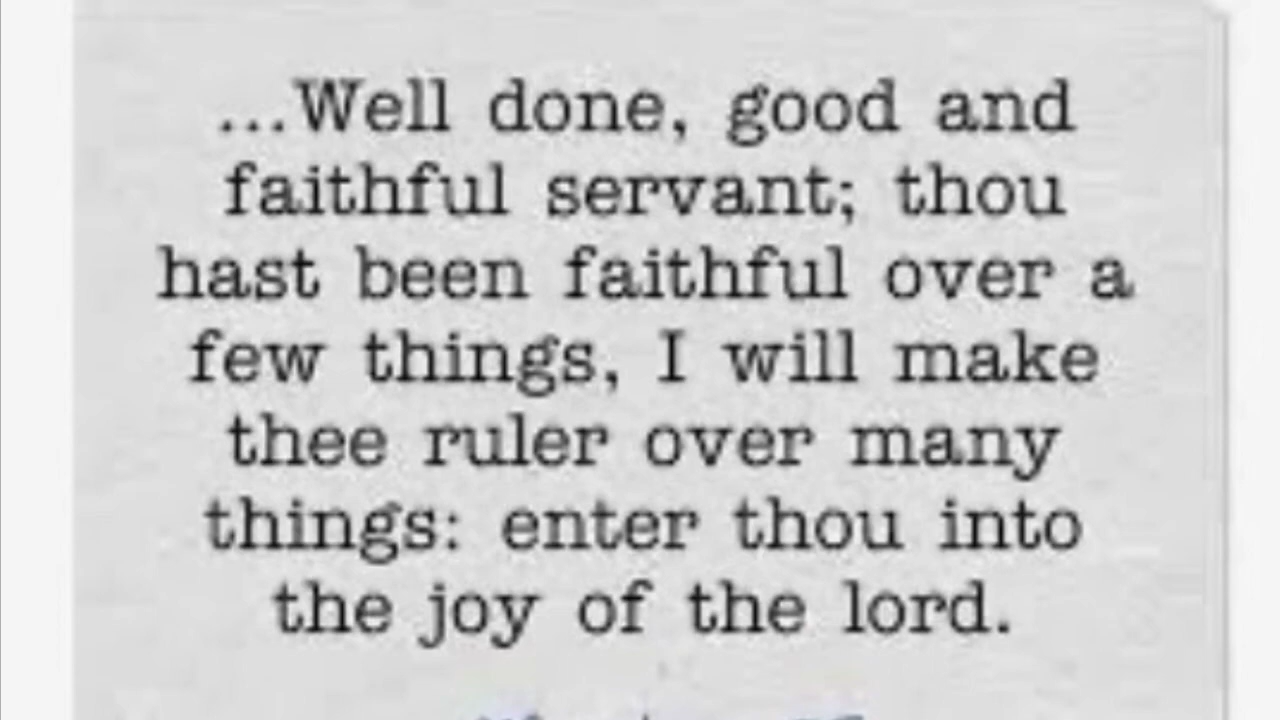 ...Well done, good and
faithful servant; thou
hast been faithful over a
few things, I will make
thee ruler over many
things: enter thou into
the joy of the lord.